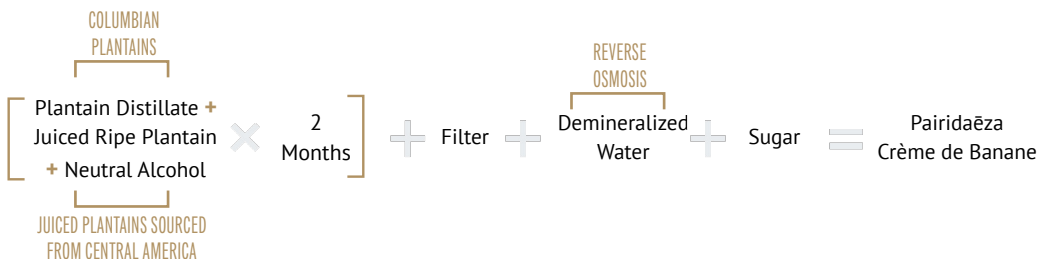 COLUMBIAN
PLANTAINS
Plantain Distillate +
Juiced Ripe Plantain
+ Neutral Alcohol
JUICED PLANTAINS SOURCED
FROM CENTRAL AMERICA
×
2
Months
+
Filter
+
REVERSE
OSMOSIS
Demineralized
Water
+
Sugar
=
Pairidaēza
Crème de Banane